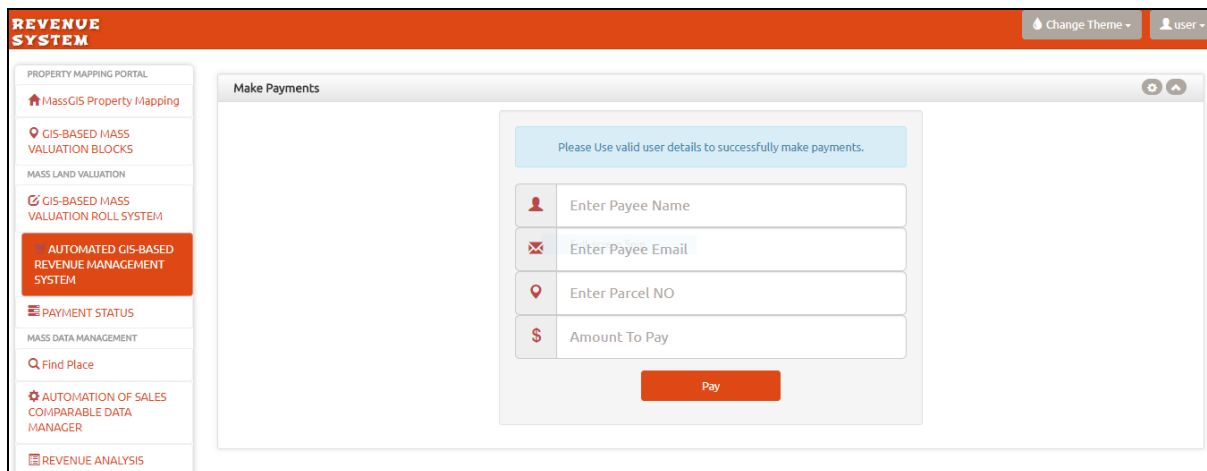 REVENUE
SYSTEM
Change Theme
user
PROPERTY MAPPING PORTAL
MassGIS Property Mapping
GIS-BASED MASS
VALUATION BLOCKS
MASS LAND VALUATION
GIS-BASED MASS
VALUATION ROLL SYSTEM
AUTOMATED GIS-BASED
REVENUE MANAGEMENT
SYSTEM
PAYMENT STATUS
MASS DATA MANAGEMENT
Find Place
AUTOMATION OF SALES
COMPARABLE DATA
MANAGER
REVENUE ANALYSIS
Make Payments
Please Use valid user details to successfully make payments.
Enter Payee Name
Enter Payee Email
Enter Parcel NO
$ Amount To Pay
Pay